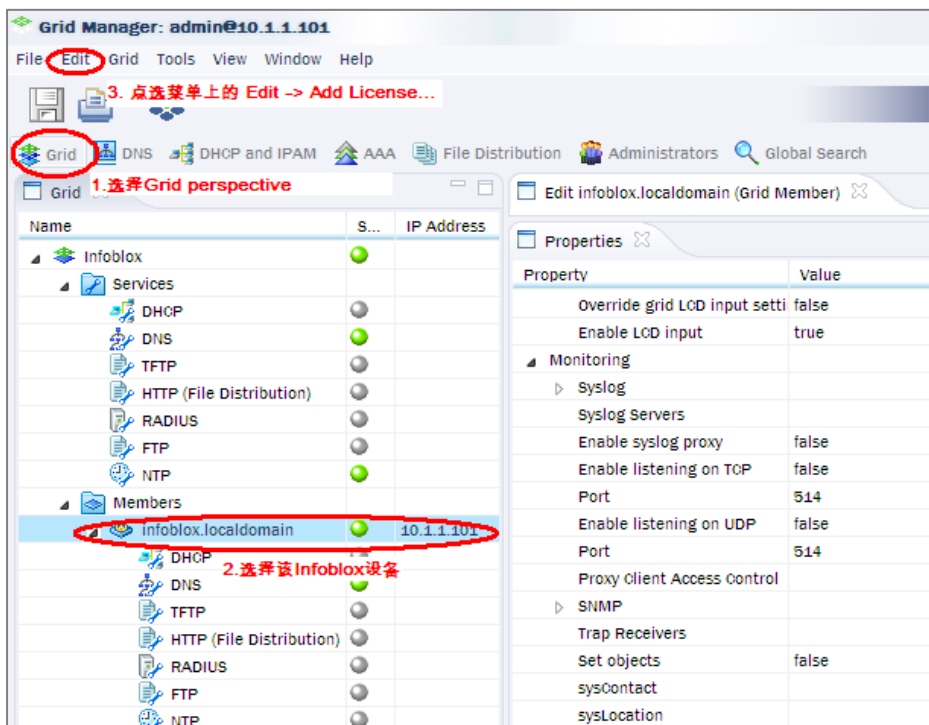 Grid Manager: admin@10.1.1.101
File Edit Grid Tools View Window Help
3. 点选菜单上的 Edit -> Add License...
Grid DNS DHCP and IPAM AAA File Distribution Administrators Global Search
1.选择Grid perspective
Grid
Edit infoblox.localdomain (Grid Member)
Name S... IP Address
Properties
Property Value
Infoblox
Services
DHCP
DNS
TFTP
HTTP (File Distribution)
RADIUS
FTP
NTP
Members
infoblox.localdomain 10.1.1.101
DHCP
2.选择该Infoblox设备
DNS
TFTP
HTTP (File Distribution)
RADIUS
FTP
NTP
Override grid LCD input setti false
Enable LCD input true
Monitoring
Syslog
Syslog Servers
Enable syslog proxy false
Enable listening on TCP false
Port 514
Enable listening on UDP false
Port 514
Proxy Client Access Control
SNMP
Trap Receivers
Set objects false
sysContact
sysLocation